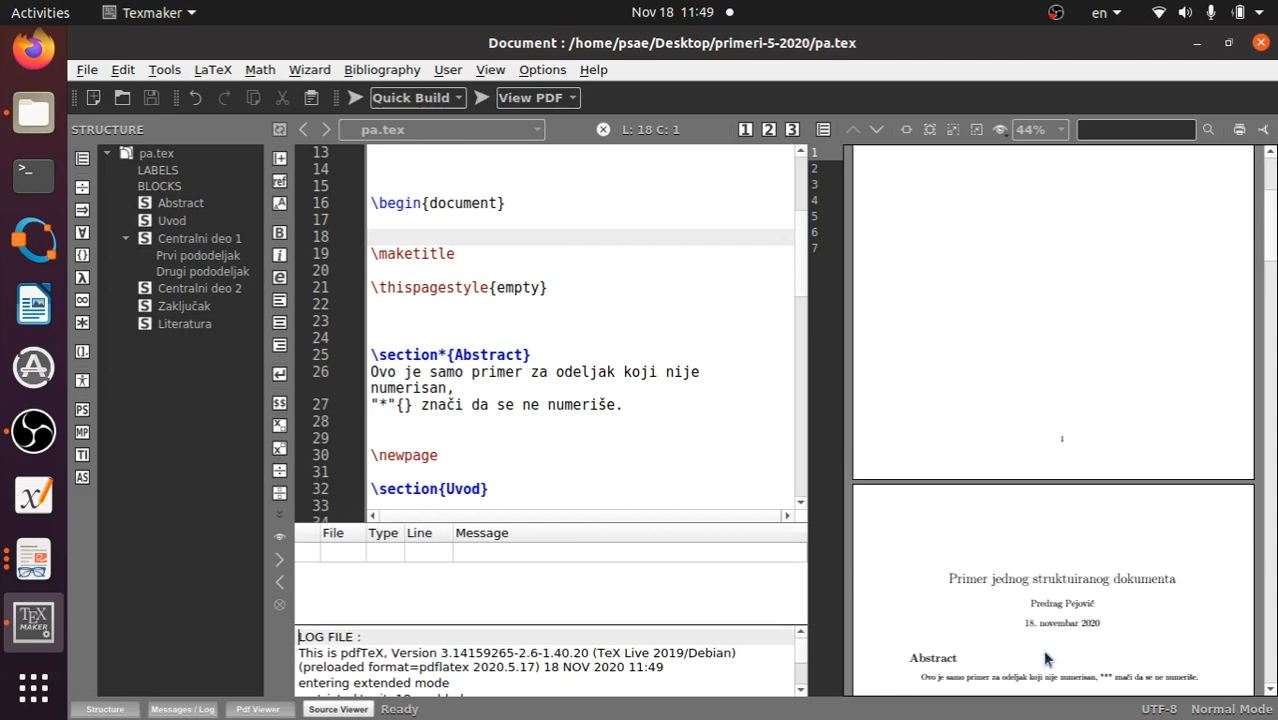 Activities Texmaker Nov 18 11:49 en
Document : /home/psae/Desktop/primeri-5-2020/pa.tex
File Edit Tools LaTeX Math Wizard Bibliography User View Options Help
Quick Build View PDF
STRUCTURE pa.tex L: 18 C: 1 1 2 3 44%
pa.tex
LABELS
BLOCKS
Abstract
Uvod
Centralni deo 1
Prvi pododeljak
Drugi pododeljak
Centralni deo 2
Zaključak
Literatura
PS
MP
TI
AS
ref
13
14
15
16 \begin{document}
17
18
19 \maketitle
20
21 \thispagestyle{empty}
22
23
24
25 \section*{Abstract}
26 Ovo je samo primer za odeljak koji nije
numerisan,
27 "*"{} znači da se ne numeriše.
28
29
30 \newpage
31
32 \section{Uvod}
33
File Type Line Message
LOG FILE :
This is pdfTeX, Version 3.14159265-2.6-1.40.20 (TeX Live 2019/Debian)
(preloaded format=pdflatex 2020.5.17) 18 NOV 2020 11:49
entering extended mode
1
2
3
4
5
6
7
1
Primer jednog struktuiranog dokumenta
Predrag Pejović
18. novembar 2020
Abstract
Ovo je samo primer za odeljak koji nije numerisan, "*" znači da se ne numeriše.
Structure Messages / Log Pdf Viewer Source Viewer Ready UTF-8 Normal Mode